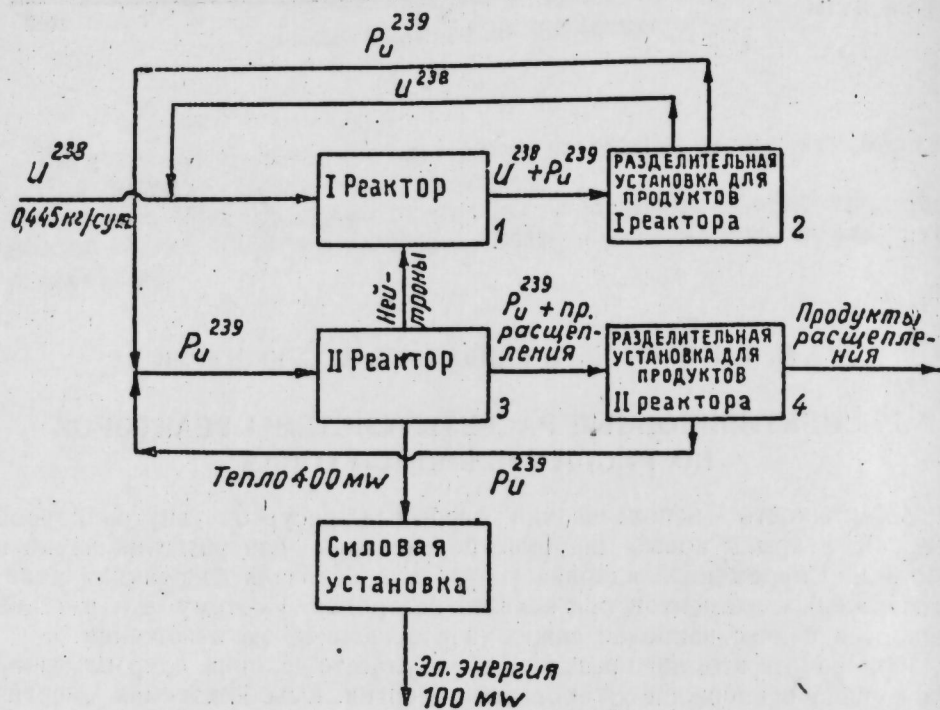 Pu²³⁹
U²³⁸
U²³⁸
0,445кг/сут.
I Реактор
1
U²³⁸ + Pu²³⁹
РАЗДЕЛИТЕЛЬНАЯ
УСТАНОВКА ДЛЯ
ПРОДУКТОВ
I реактора
2
Ней-
троны
Pu²³⁹
II Реактор
3
Pu²³⁹ + пр.
расщеп-
ления
РАЗДЕЛИТЕЛЬНАЯ
УСТАНОВКА ДЛЯ
ПРОДУКТОВ
II реактора
4
Продукты
расщепле-
ния
Тепло 400 mw
Pu²³⁹
Силовая
установка
Эл. энергия
100 mw